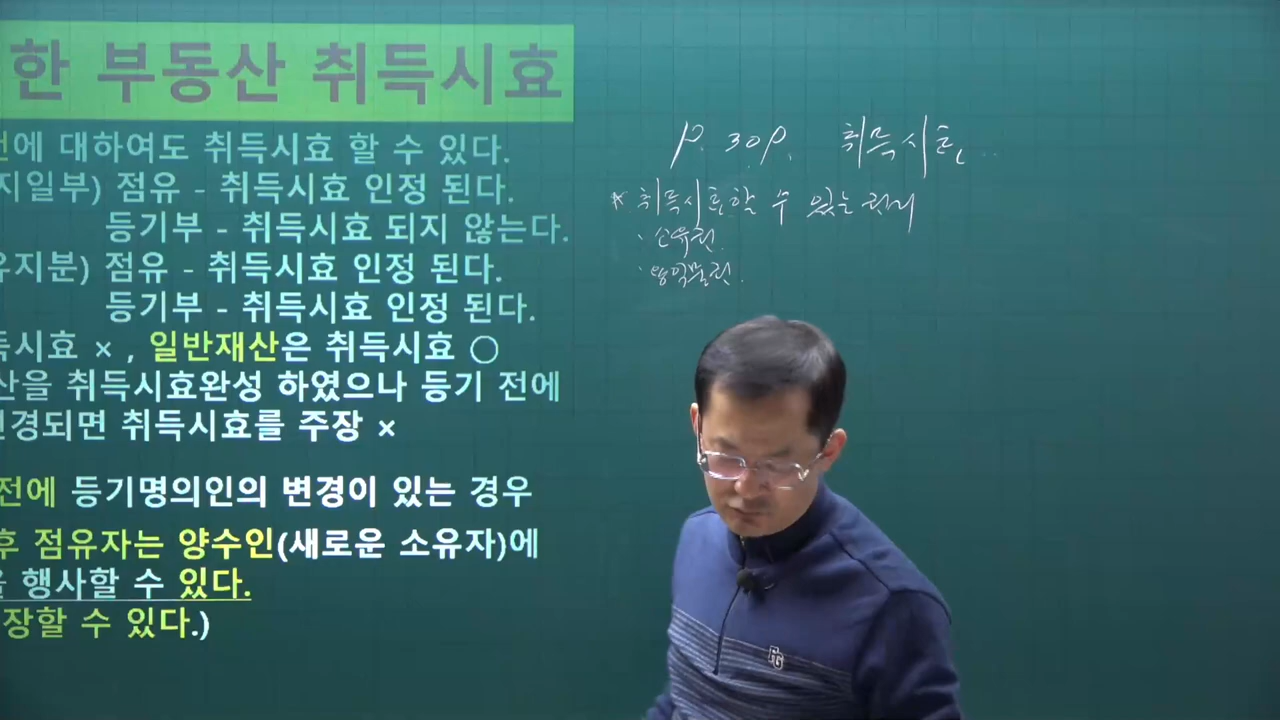 한 부동산 취득시효
에 대하여도 취득시효 할 수 있다.
지일부) 점유 - 취득시효 인정 된다.
등기부 - 취득시효 되지 않는다.
유지분) 점유 - 취득시효 인정 된다.
등기부 - 취득시효 인정 된다.
득시효 × , 일반재산은 취득시효 ○
산을 취득시효완성 하였으나 등기 전에
변경되면 취득시효를 주장 ×
전에 등기명의인의 변경이 있는 경우
후 점유자는 양수인(새로운 소유자)에
을 행사할 수 있다.
장할 수 있다.)
P. 30P. 취득시효
* 취득시효할 수 있는 권리
· 소유권.
· 용익물권.